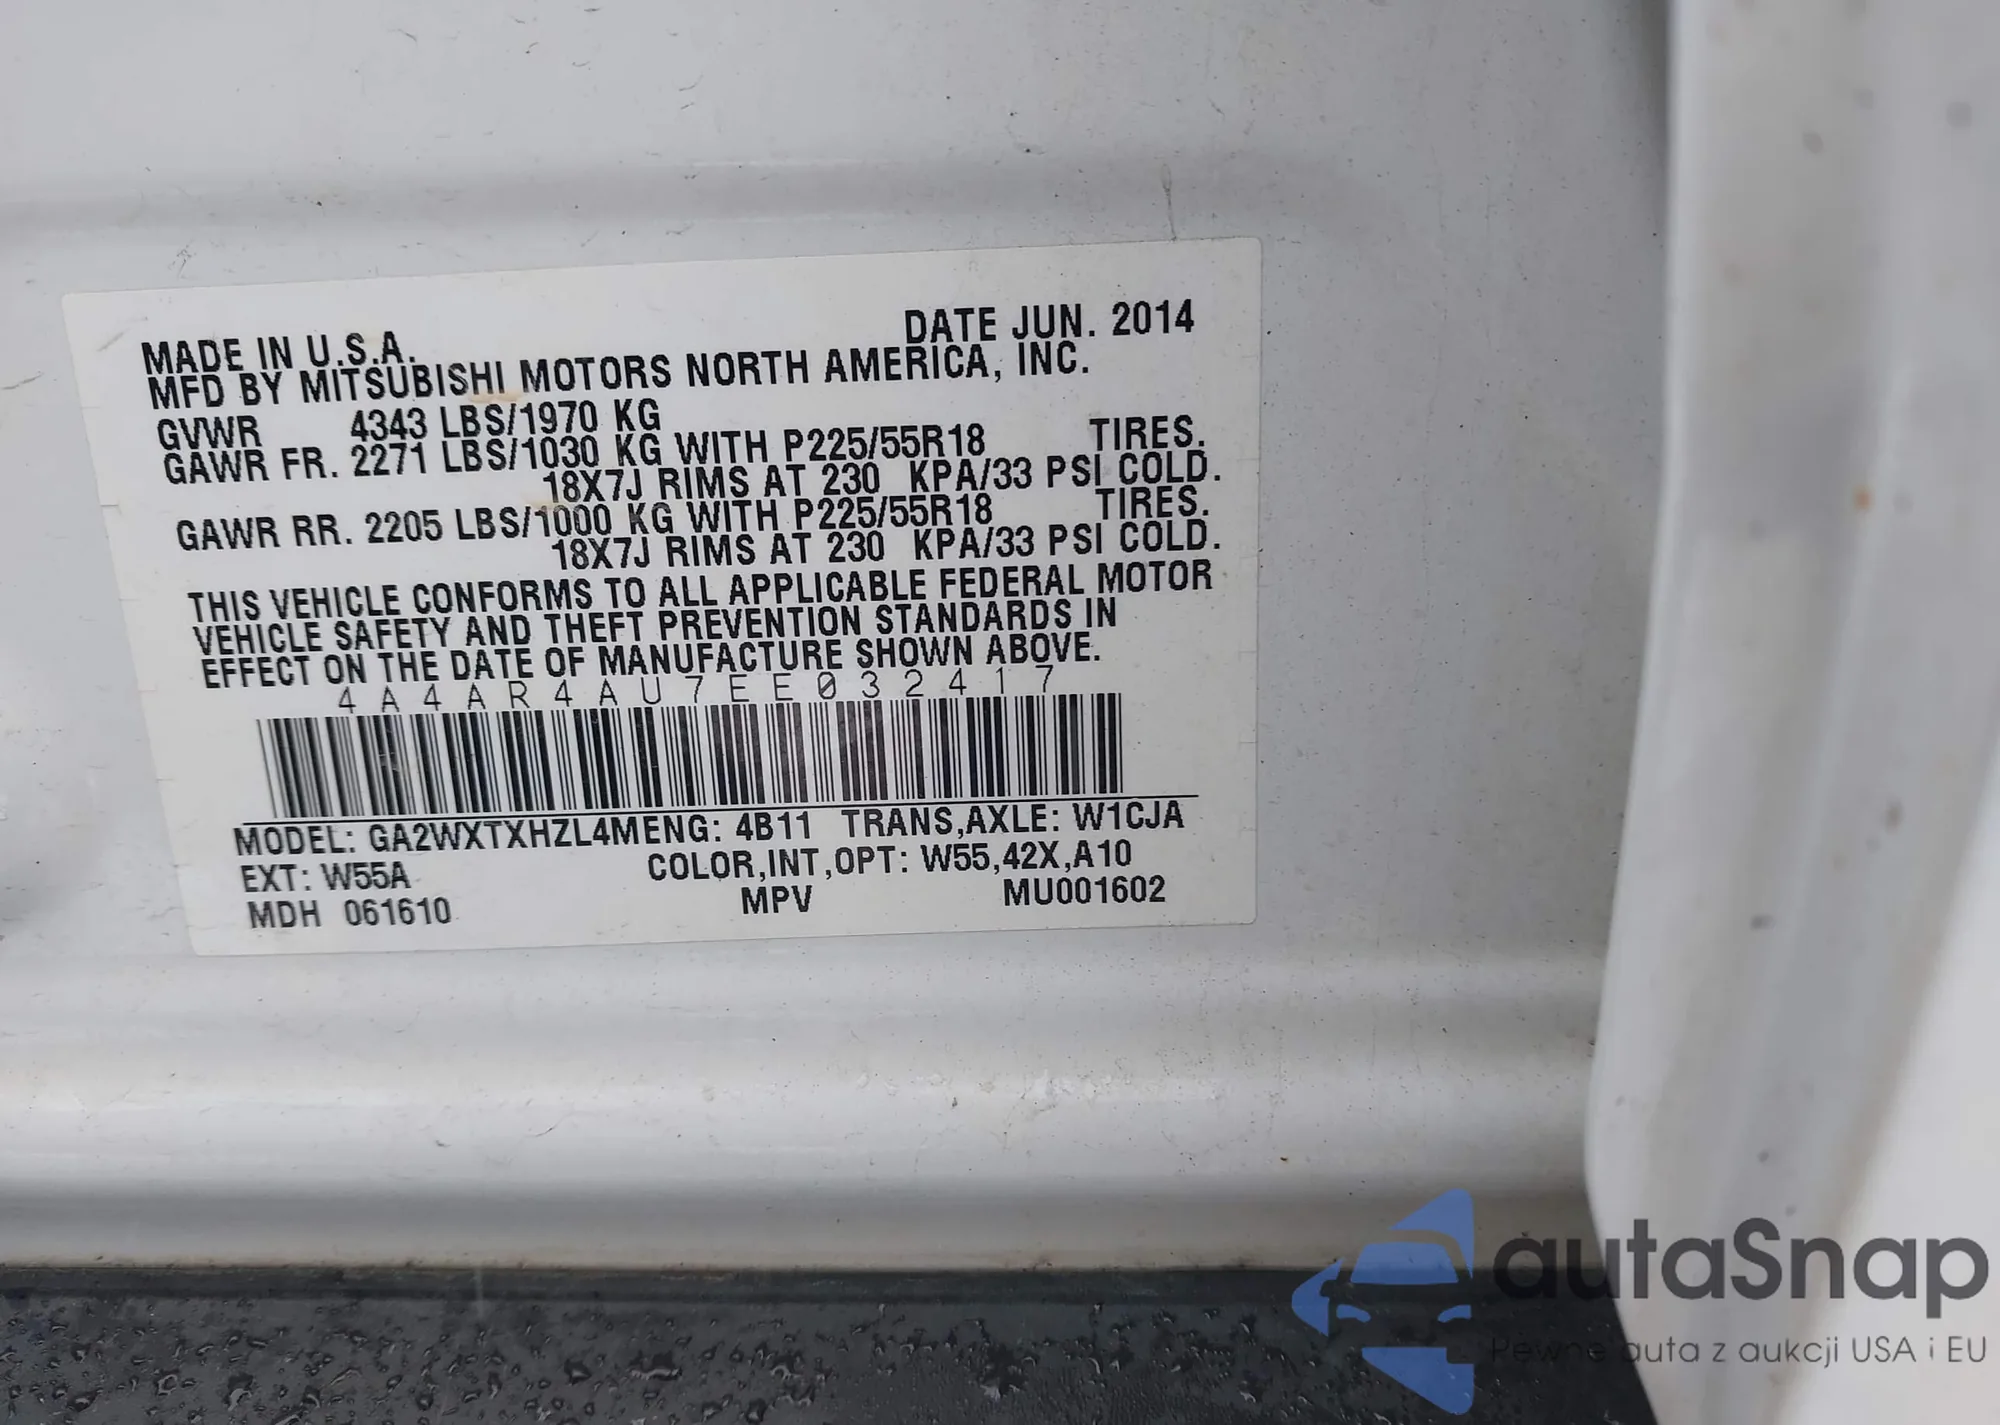 DATE JUN. 2014
MADE IN U.S.A.
MFD BY MITSUBISHI MOTORS NORTH AMERICA, INC.
GVWR 4343 LBS/1970 KG
GAWR FR. 2271 LBS/1030 KG WITH P225/55R18 TIRES.
18X7J RIMS AT 230 KPA/33 PSI COLD.
GAWR RR. 2205 LBS/1000 KG WITH P225/55R18 TIRES.
18X7J RIMS AT 230 KPA/33 PSI COLD.
THIS VEHICLE CONFORMS TO ALL APPLICABLE FEDERAL MOTOR
VEHICLE SAFETY AND THEFT PREVENTION STANDARDS IN
EFFECT ON THE DATE OF MANUFACTURE SHOWN ABOVE.
4A4AR4AU7EE032417
MODEL: GA2WXTXHZL4MENG: 4B11 TRANS,AXLE: W1CJA
EXT: W55A COLOR,INT,OPT: W55,42X,A10
MDH 061610 MPV MU001602
autaSnap
Pewne auta z aukcji USA i EU